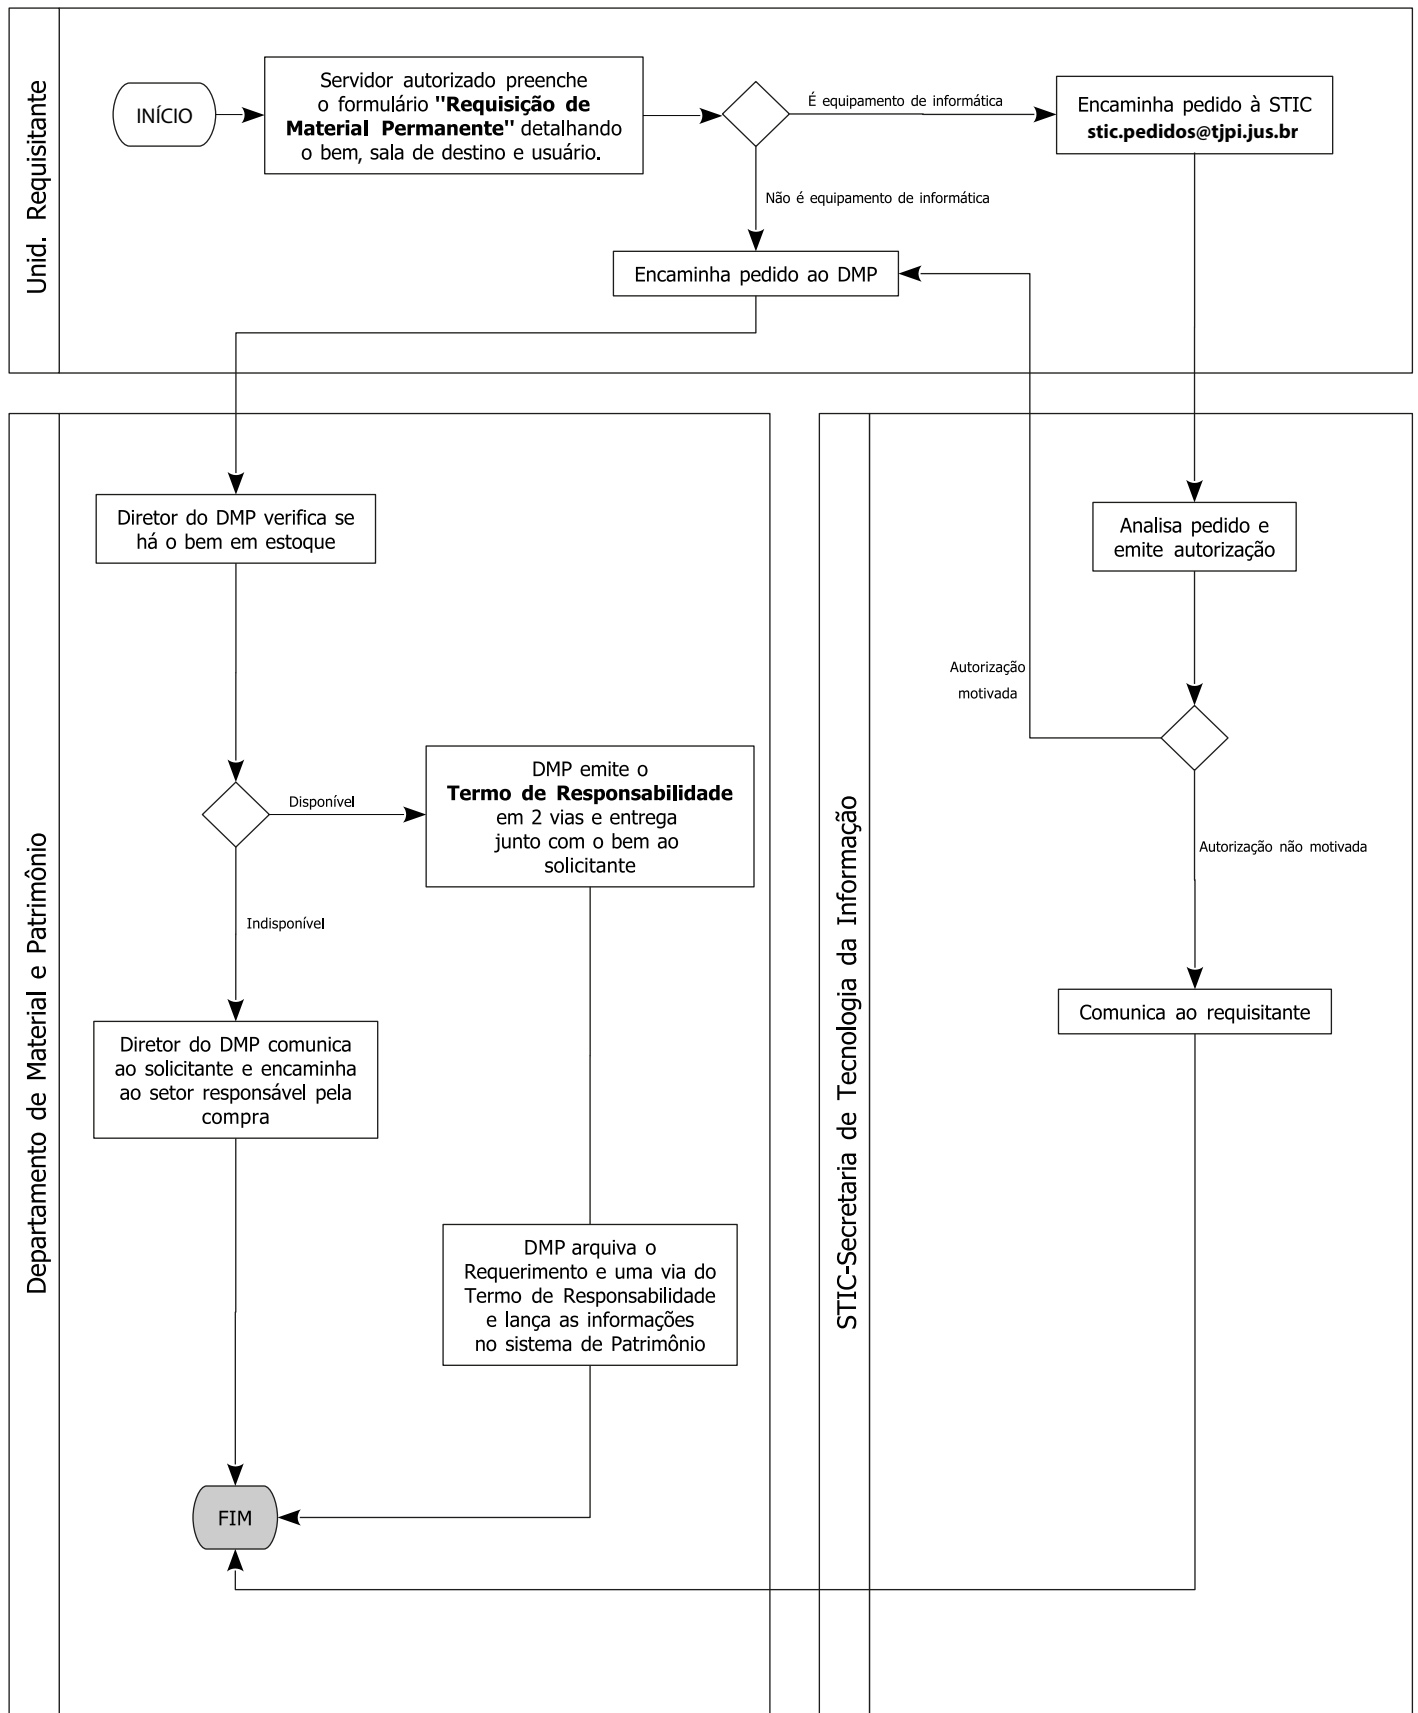 Unid. Requisitante
INÍCIO
Servidor autorizado preenche
o formulário "Requisição de
Material Permanente" detalhando
o bem, sala de destino e usuário.
É equipamento de informática
Encaminha pedido à STIC
stic.pedidos@tjpi.jus.br
Não é equipamento de informática
Encaminha pedido ao DMP
Departamento de Material e Patrimônio
Diretor do DMP verifica se
há o bem em estoque
Disponível
DMP emite o
Termo de Responsabilidade
em 2 vias e entrega
junto com o bem ao
solicitante
Indisponível
Diretor do DMP comunica
ao solicitante e encaminha
ao setor responsável pela
compra
DMP arquiva o
Requerimento e uma via do
Termo de Responsabilidade
e lança as informações
no sistema de Patrimônio
FIM
STIC-Secretaria de Tecnologia da Informação
Analisa pedido e
emite autorização
Autorização
motivada
Autorização não motivada
Comunica ao requisitante